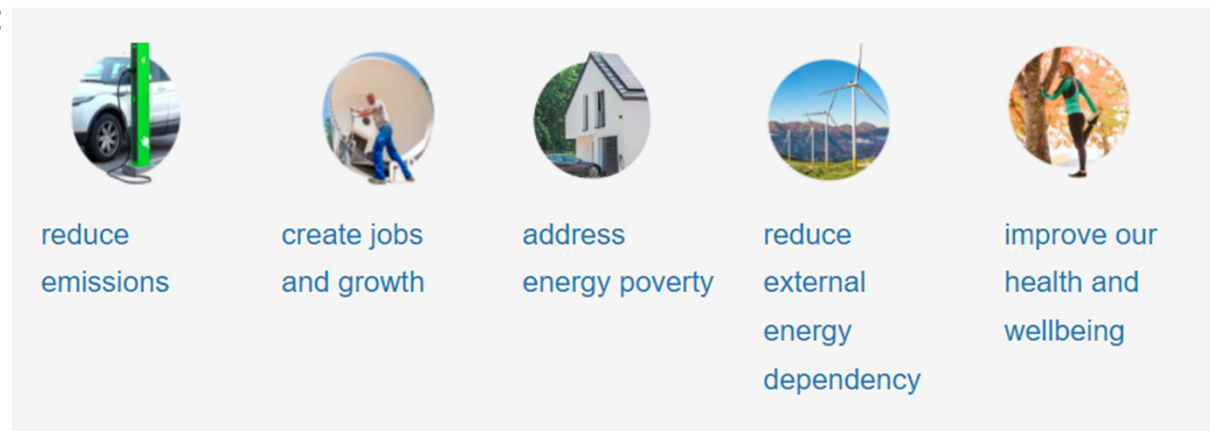 reduce
emissions
create jobs
and growth
address
energy poverty
reduce
external
energy
dependency
improve our
health and
wellbeing